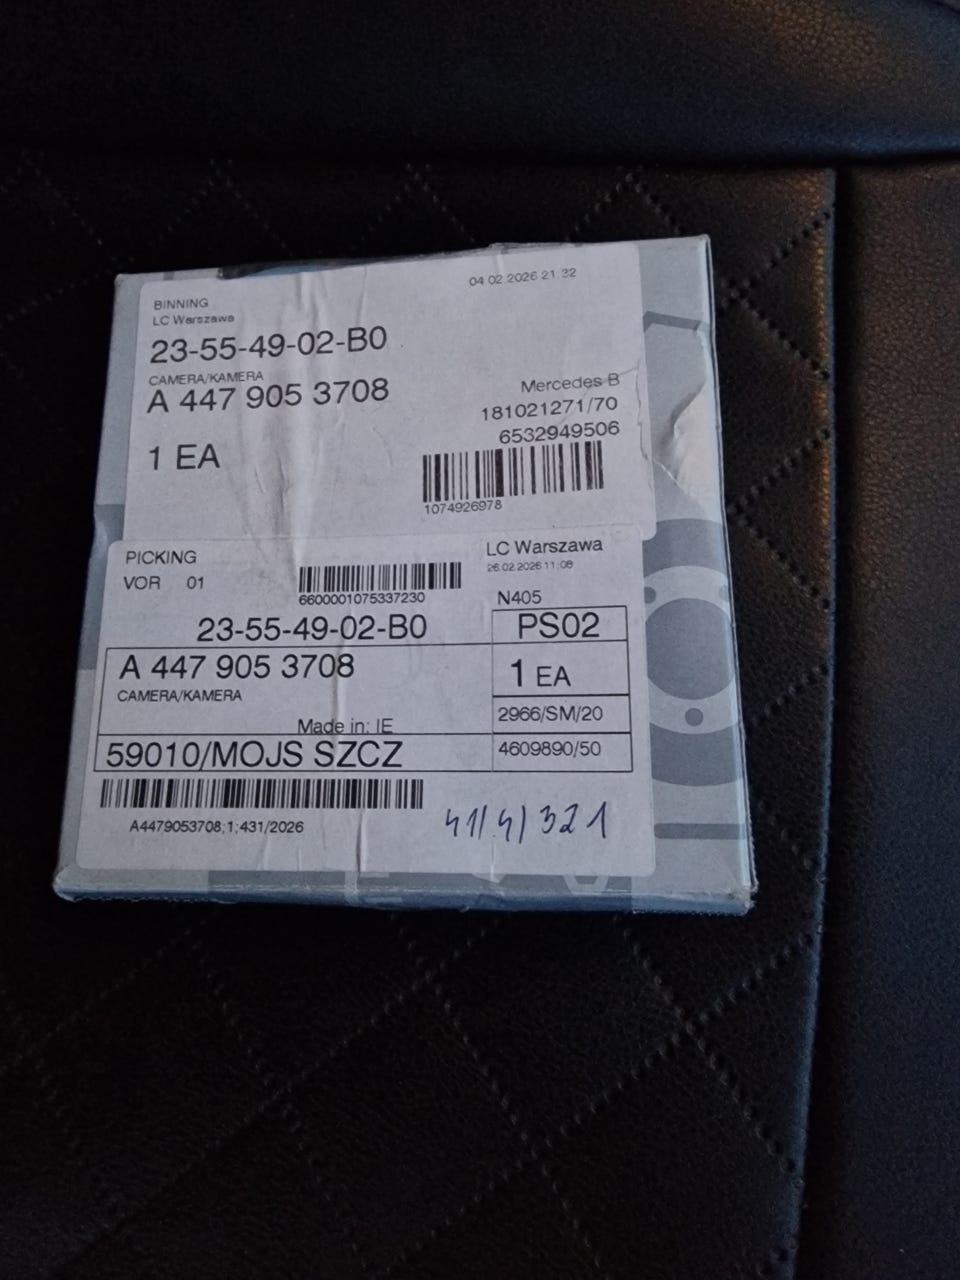 04.02.2026 21:32
BINNING
LC Warszawa
23-55-49-02-B0
CAMERA/KAMERA
A 447 905 3708
Mercedes B
181021271/70
6532949506
1 EA
1074926978
PICKING
LC Warszawa
VOR 01
26.02.2026 11:08
6600001075337230
N405
23-55-49-02-B0
PS02
A 447 905 3708
1 EA
CAMERA/KAMERA
2966/SM/20
Made in: IE
59010/MOJS SZCZ
4609890/50
A4479053708;1;431/2026
41/4/321